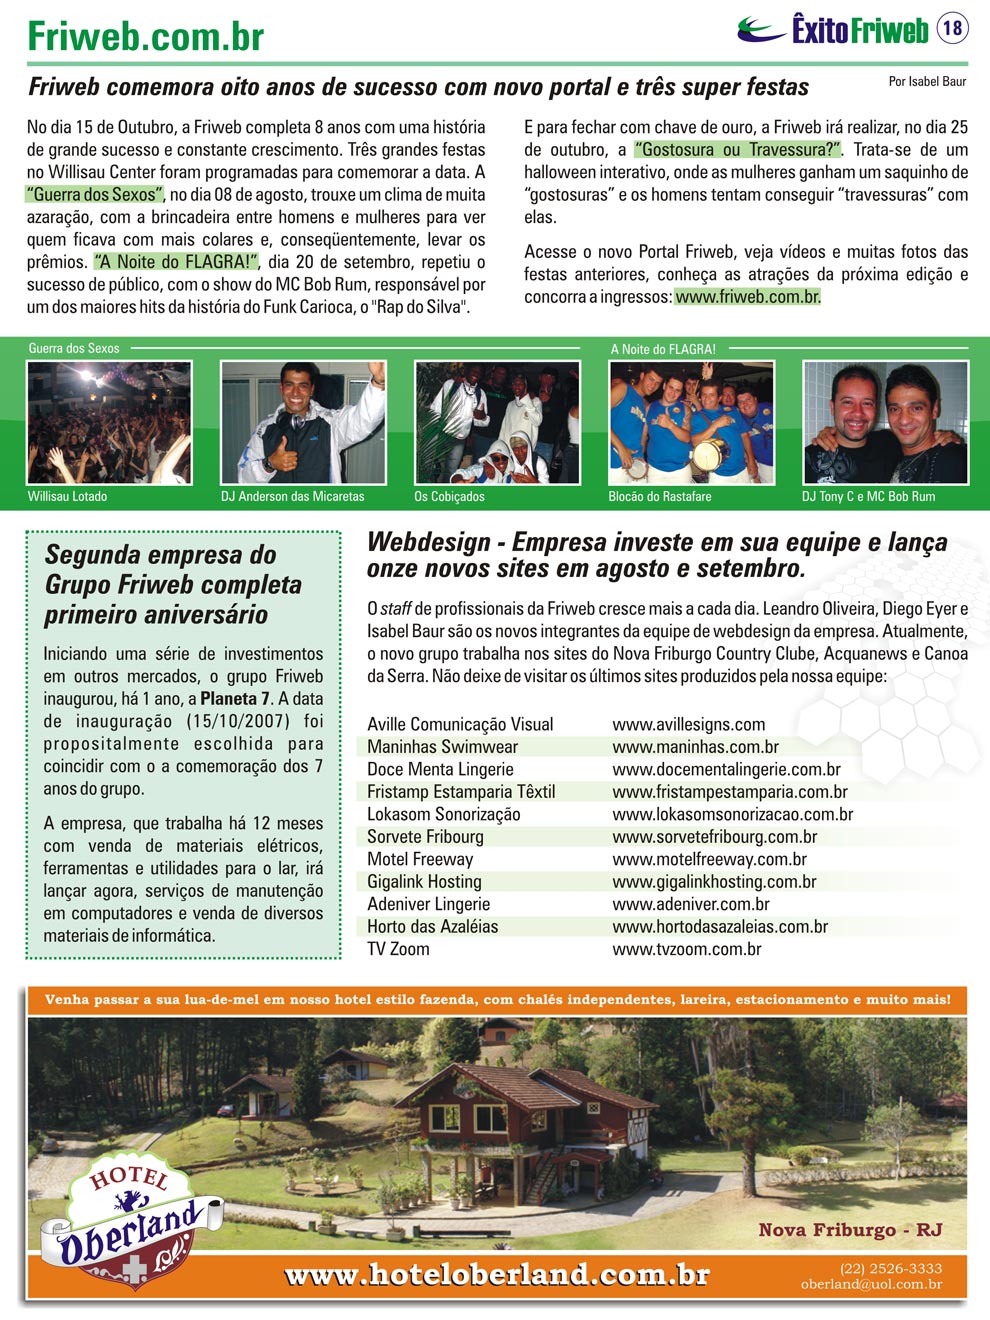 Friweb.com.br
ÊxitoFriweb 18
Friweb comemora oito anos de sucesso com novo portal e três super festas
Por Isabel Baur
No dia 15 de Outubro, a Friweb completa 8 anos com uma história
de grande sucesso e constante crescimento. Três grandes festas
no Willisau Center foram programadas para comemorar a data. A
“Guerra dos Sexos”, no dia 08 de agosto, trouxe um clima de muita
azaração, com a brincadeira entre homens e mulheres para ver
quem ficava com mais colares e, conseqüentemente, levar os
prêmios. “A Noite do FLAGRA!”, dia 20 de setembro, repetiu o
sucesso de público, com o show do MC Bob Rum, responsável por
um dos maiores hits da história do Funk Carioca, o "Rap do Silva".
E para fechar com chave de ouro, a Friweb irá realizar, no dia 25
de outubro, a “Gostosura ou Travessura?”. Trata-se de um
halloween interativo, onde as mulheres ganham um saquinho de
“gostosuras” e os homens tentam conseguir “travessuras” com
elas.
Acesse o novo Portal Friweb, veja vídeos e muitas fotos das
festas anteriores, conheça as atrações da próxima edição e
concorra a ingressos: www.friweb.com.br.
Guerra dos Sexos
A Noite do FLAGRA!
Willisau Lotado
DJ Anderson das Micaretas
Os Cobiçados
Blocão do Rastafare
DJ Tony C e MC Bob Rum
Segunda empresa do
Grupo Friweb completa
primeiro aniversário
Iniciando uma série de investimentos
em outros mercados, o grupo Friweb
inaugurou, há 1 ano, a Planeta 7. A data
de inauguração (15/10/2007) foi
propositalmente escolhida para
coincidir com o a comemoração dos 7
anos do grupo.
A empresa, que trabalha há 12 meses
com venda de materiais elétricos,
ferramentas e utilidades para o lar, irá
lançar agora, serviços de manutenção
em computadores e venda de diversos
materiais de informática.
Webdesign - Empresa investe em sua equipe e lança
onze novos sites em agosto e setembro.
O staff de profissionais da Friweb cresce mais a cada dia. Leandro Oliveira, Diego Eyer e
Isabel Baur são os novos integrantes da equipe de webdesign da empresa. Atualmente,
o novo grupo trabalha nos sites do Nova Friburgo Country Clube, Acquanews e Canoa
da Serra. Não deixe de visitar os últimos sites produzidos pela nossa equipe:
Aville Comunicação Visual www.avillesigns.com
Maninhas Swimwear www.maninhas.com.br
Doce Menta Lingerie www.docementalingerie.com.br
Fristamp Estamparia Têxtil www.fristampestamparia.com.br
Lokasom Sonorização www.lokasomsonorizacao.com.br
Sorvete Fribourg www.sorvetefribourg.com.br
Motel Freeway www.motelfreeway.com.br
Gigalink Hosting www.gigalinkhosting.com.br
Adeniver Lingerie www.adeniver.com.br
Horto das Azaléias www.hortodasazaleias.com.br
TV Zoom www.tvzoom.com.br
Venha passar a sua lua-de-mel em nosso hotel estilo fazenda, com chalés independentes, lareira, estacionamento e muito mais!
HOTEL
Oberland
Nova Friburgo - RJ
www.hoteloberland.com.br
(22) 2526-3333
oberland@uol.com.br